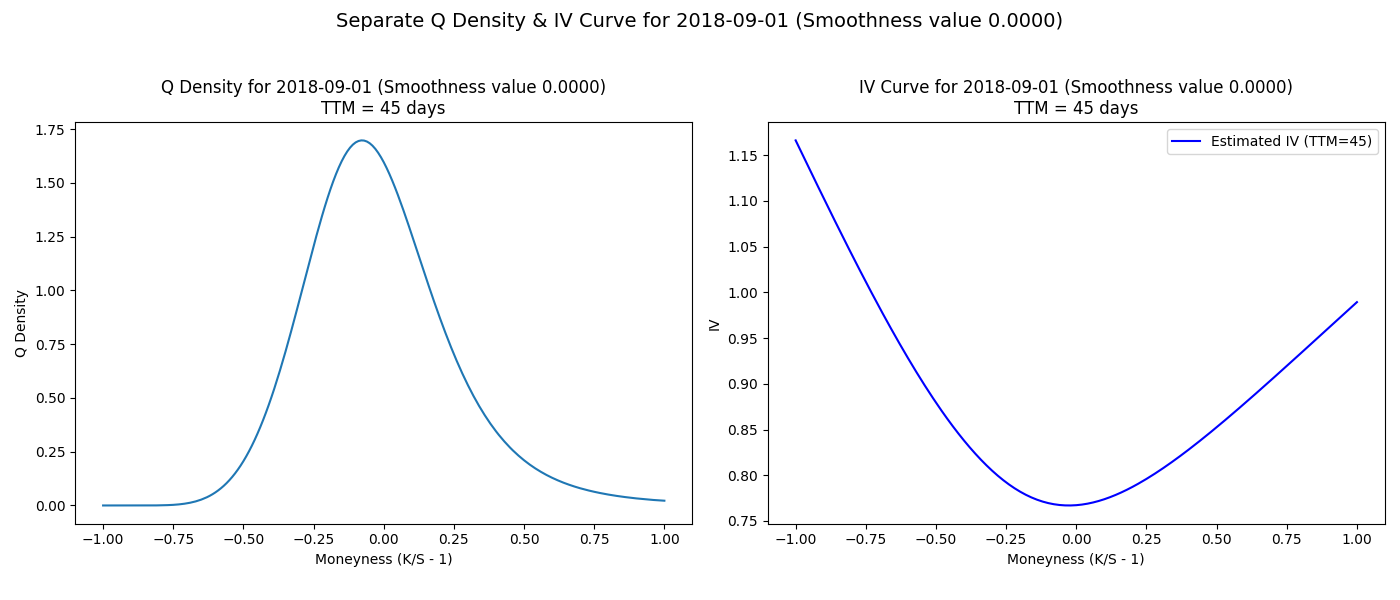 Separate Q Density & IV Curve for 2018-09-01 (Smoothness value 0.0000)
Q Density for 2018-09-01 (Smoothness value 0.0000)
TTM = 45 days
1.75
1.50
1.25
1.00
0.75
0.50
0.25
0.00
Q Density
−1.00 −0.75 −0.50 −0.25 0.00 0.25 0.50 0.75 1.00
Moneyness (K/S - 1)
IV Curve for 2018-09-01 (Smoothness value 0.0000)
TTM = 45 days
Estimated IV (TTM=45)
1.15
1.10
1.05
1.00
0.95
0.90
0.85
0.80
0.75
IV
−1.00 −0.75 −0.50 −0.25 0.00 0.25 0.50 0.75 1.00
Moneyness (K/S - 1)